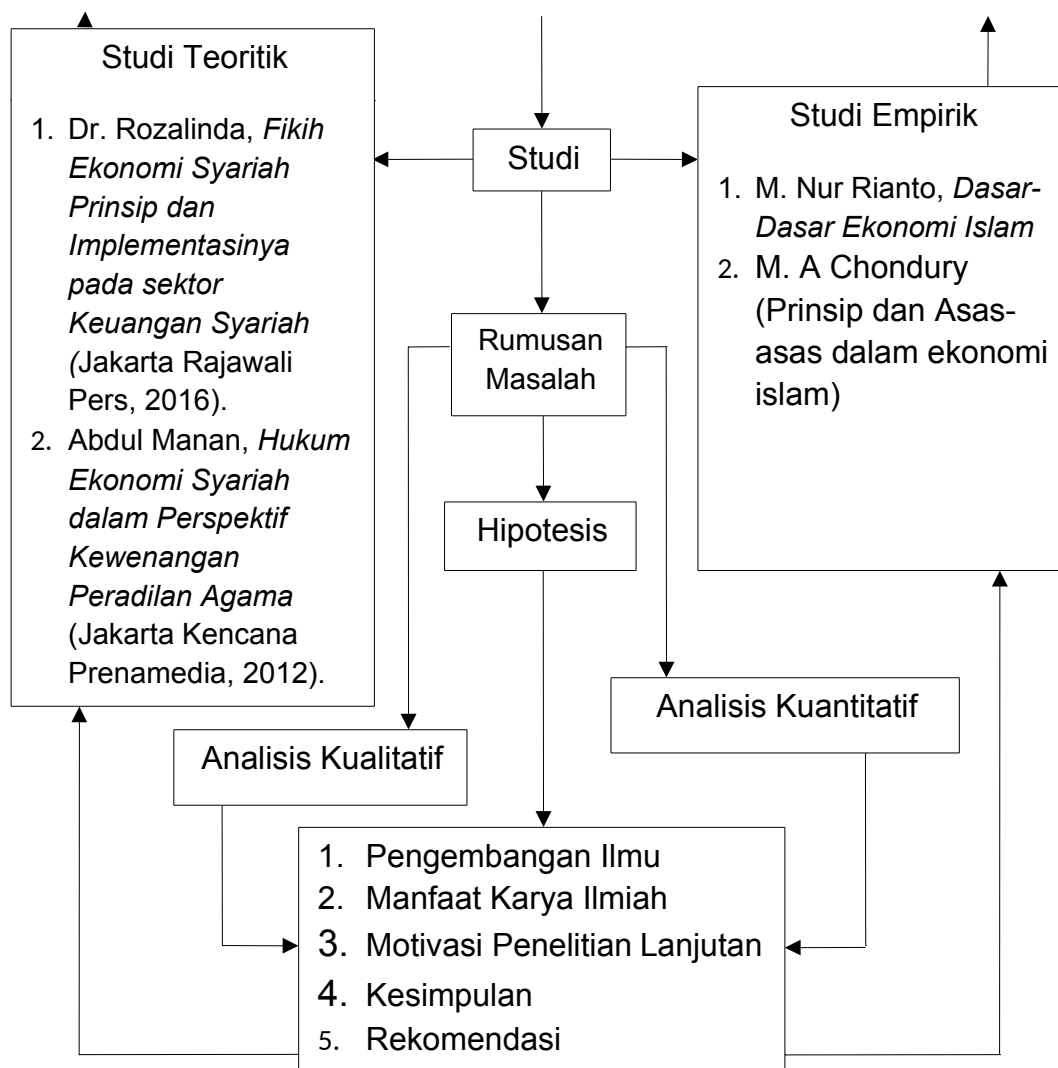 Studi Teoritik
1. Dr. Rozalinda, Fikih
Ekonomi Syariah
Prinsip dan
Implementasinya
pada sektor
Keuangan Syariah
(Jakarta Rajawali
Pers, 2016).
2. Abdul Manan, Hukum
Ekonomi Syariah
dalam Perspektif
Kewenangan
Peradilan Agama
(Jakarta Kencana
Prenamedia, 2012).
Studi
Studi Empirik
1. M. Nur Rianto, Dasar-
Dasar Ekonomi Islam
2. M. A Chondury
(Prinsip dan Asas-
asas dalam ekonomi
islam)
Rumusan
Masalah
Hipotesis
Analisis Kuantitatif
Analisis Kualitatif
1. Pengembangan Ilmu
2. Manfaat Karya Ilmiah
3. Motivasi Penelitian Lanjutan
4. Kesimpulan
5. Rekomendasi